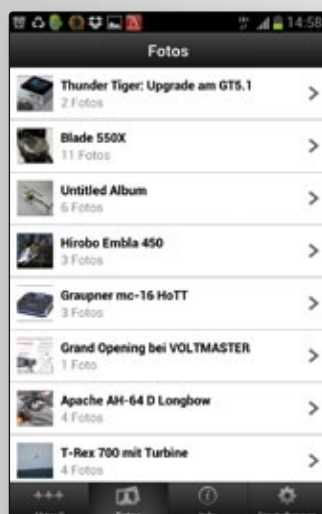 14:58
Fotos
Thunder Tiger: Upgrade am GT5.1
2 Fotos
Blade 550X
11 Fotos
Untitled Album
6 Fotos
Hirobo Embla 450
3 Fotos
Graupner mc-16 HoTT
3 Fotos
Grand Opening bei VOLTMASTER
1 Foto
Apache AH-64 D Longbow
4 Fotos
T-Rex 700 mit Turbine
4 Fotos
+++